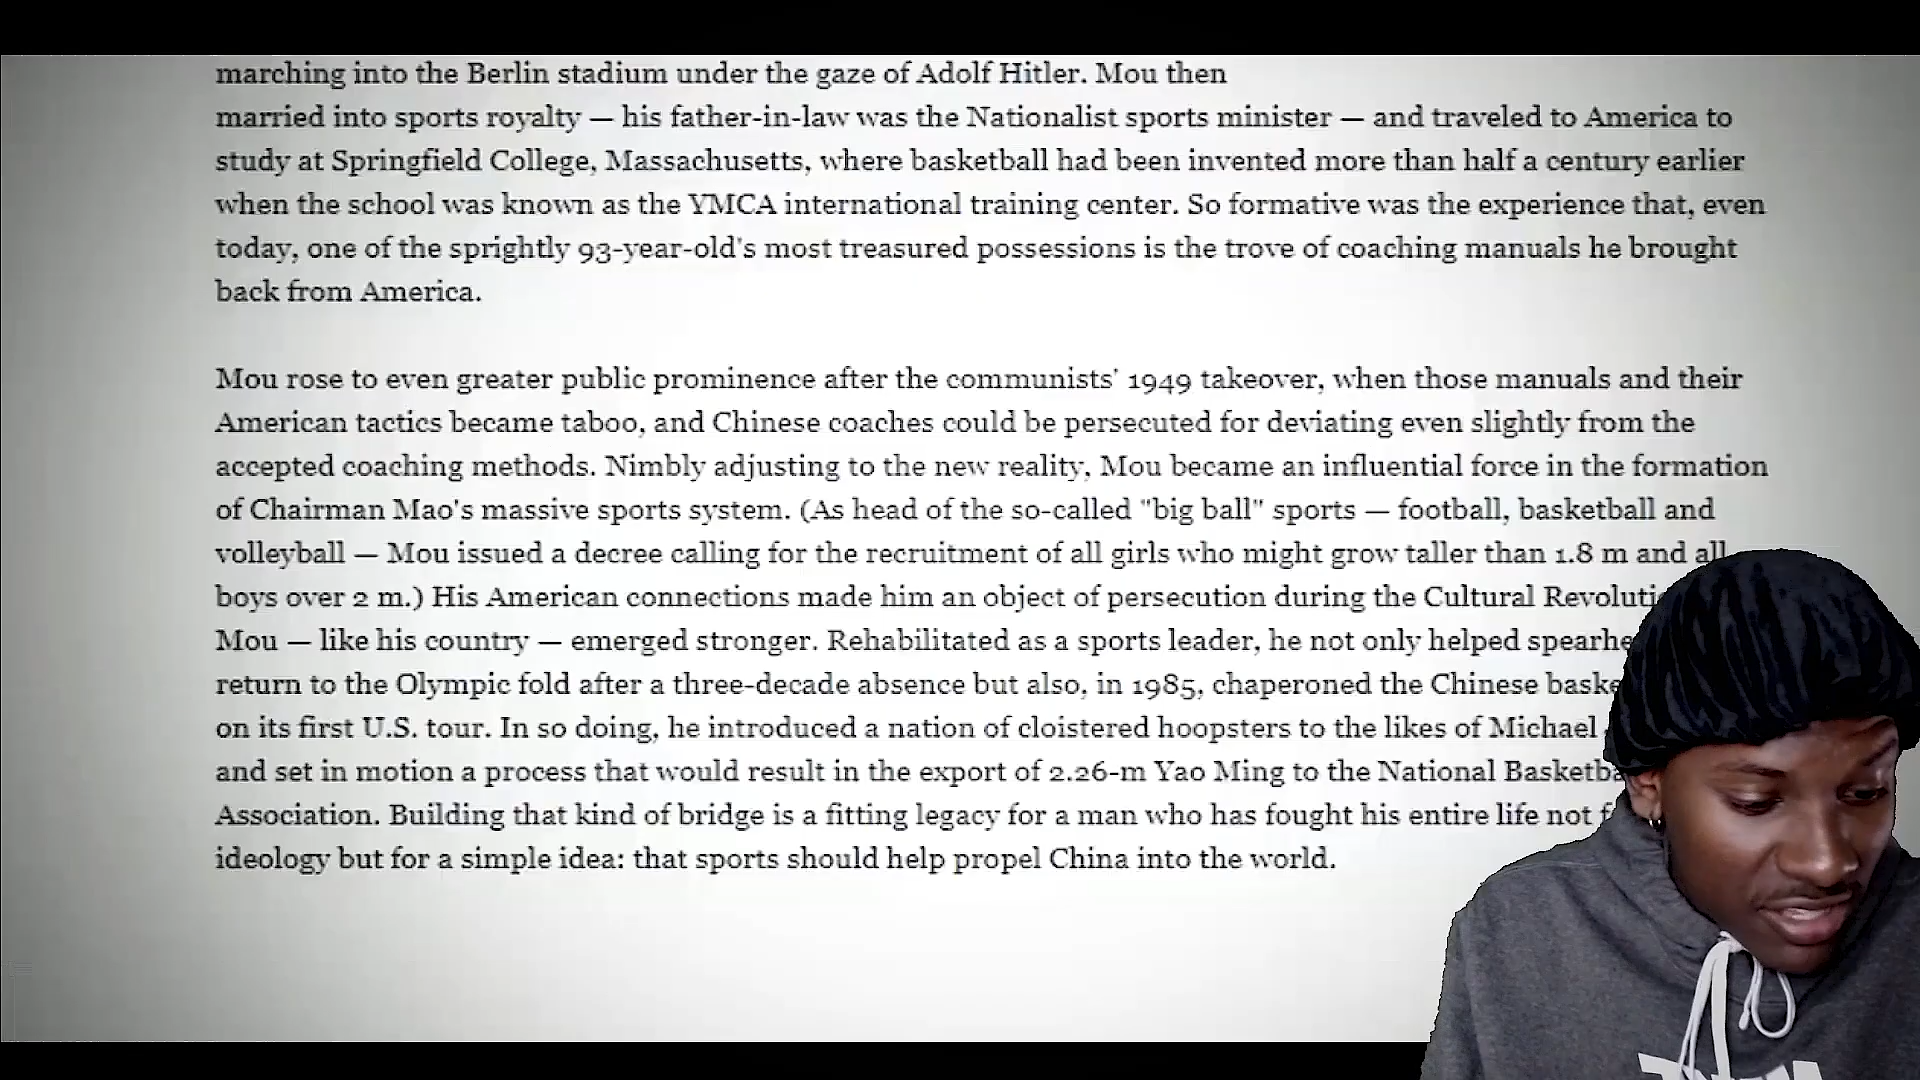 marching into the Berlin stadium under the gaze of Adolf Hitler. Mou then
married into sports royalty — his father-in-law was the Nationalist sports minister — and traveled to America to
study at Springfield College, Massachusetts, where basketball had been invented more than half a century earlier
when the school was known as the YMCA international training center. So formative was the experience that, even
today, one of the sprightly 93-year-old's most treasured possessions is the trove of coaching manuals he brought
back from America.
Mou rose to even greater public prominence after the communists' 1949 takeover, when those manuals and their
American tactics became taboo, and Chinese coaches could be persecuted for deviating even slightly from the
accepted coaching methods. Nimbly adjusting to the new reality, Mou became an influential force in the formation
of Chairman Mao's massive sports system. (As head of the so-called "big ball" sports — football, basketball and
volleyball — Mou issued a decree calling for the recruitment of all girls who might grow taller than 1.8 m and all
boys over 2 m.) His American connections made him an object of persecution during the Cultural
Mou — like his country — emerged stronger. Rehabilitated as a sports leader, he not only helped
return to the Olympic fold after a three-decade absence but also, in 1985, chaperoned the Chinese
on its first U.S. tour. In so doing, he introduced a nation of cloistered hoopsters to the likes of Michael
and set in motion a process that would result in the export of 2.26-m Yao Ming to the National
Association. Building that kind of bridge is a fitting legacy for a man who has fought his entire life not
ideology but for a simple idea: that sports should help propel China into the world.